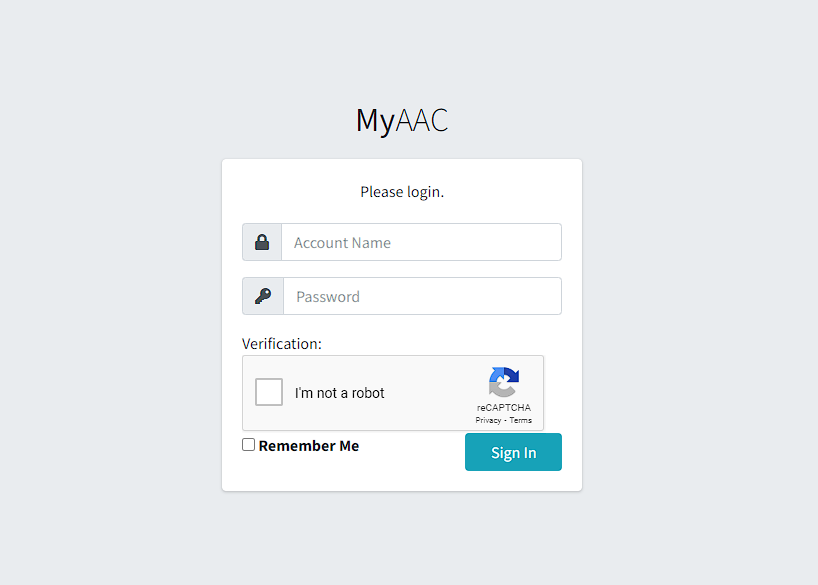 MyAAC
Please login.
Account Name
Password
Verification:
I'm not a robot
reCAPTCHA
Privacy - Terms
Remember Me
Sign In